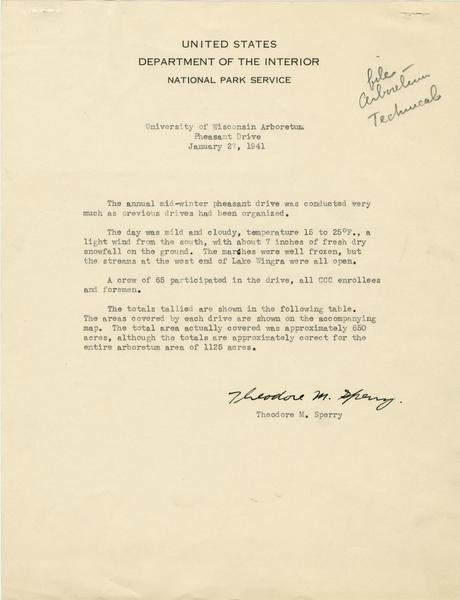 UNITED STATES
DEPARTMENT OF THE INTERIOR
NATIONAL PARK SERVICE
file
Arboretum
Technical
University of Wisconsin Arboretum
Pheasant Drive
January 27, 1941
The annual mid-winter pheasant drive was conducted very
much as previous drives had been organized.
The day was mild and cloudy, temperature 15 to 25°F., a
light wind from the south, with about 7 inches of fresh dry
snowfall on the ground. The marshes were well frozen, but
the streams at the west end of Lake Wingra were all open.
A crew of 65 participated in the drive, all CCC enrollees
and foremen.
The totals tallied are shown in the following table.
The areas covered by each drive are shown on the accompanying
map. The total area actually covered was approximately 650
acres, although the totals are approximately corect for the
entire arboretum area of 1125 acres.
Theodore M. Sperry.
Theodore M. Sperry